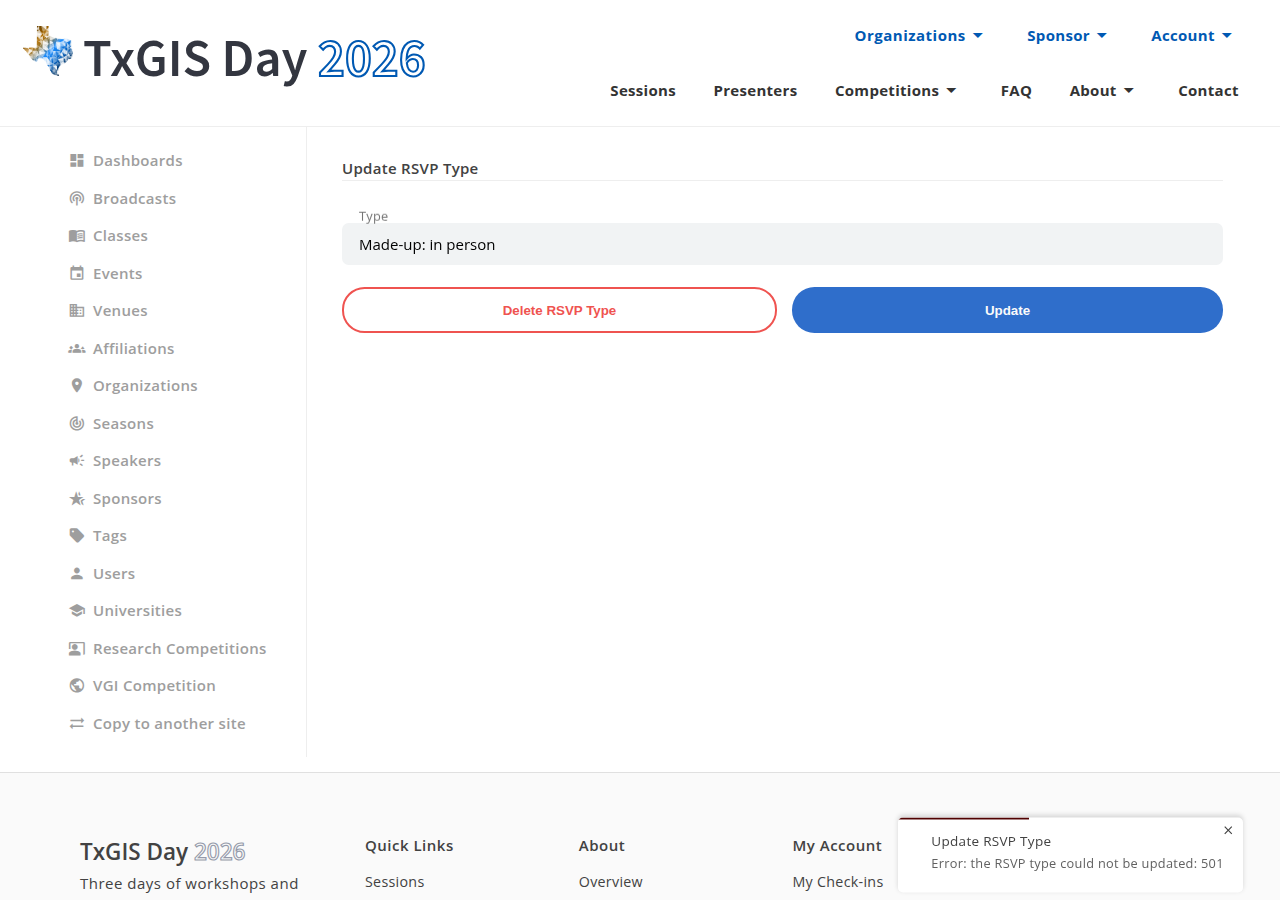 TxGIS Day 2026
Organizations
Sponsor
Account
Sessions
Presenters
Competitions
FAQ
About
Contact
Dashboards
Broadcasts
Classes
Events
Venues
Affiliations
Organizations
Seasons
Speakers
Sponsors
Tags
Users
Universities
Research Competitions
VGI Competition
Copy to another site
Update RSVP Type
Type
Made-up: in person
Delete RSVP Type
Update
TxGIS Day 2026
Three days of workshops and
Quick Links
Sessions
About
Overview
My Account
My Check-ins
Update RSVP Type
Error: the RSVP type could not be updated: 501